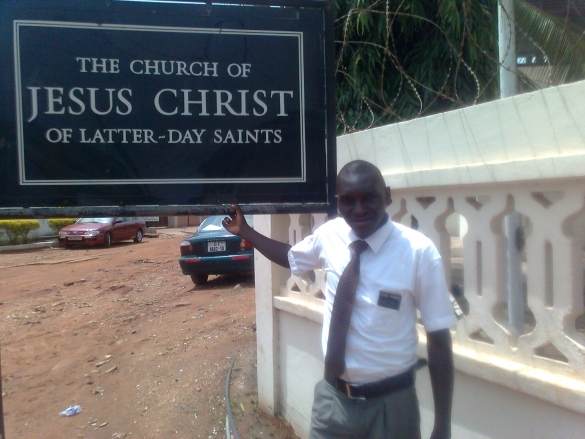 THE CHURCH OF
JESUS CHRIST
OF LATTER-DAY SAINTS